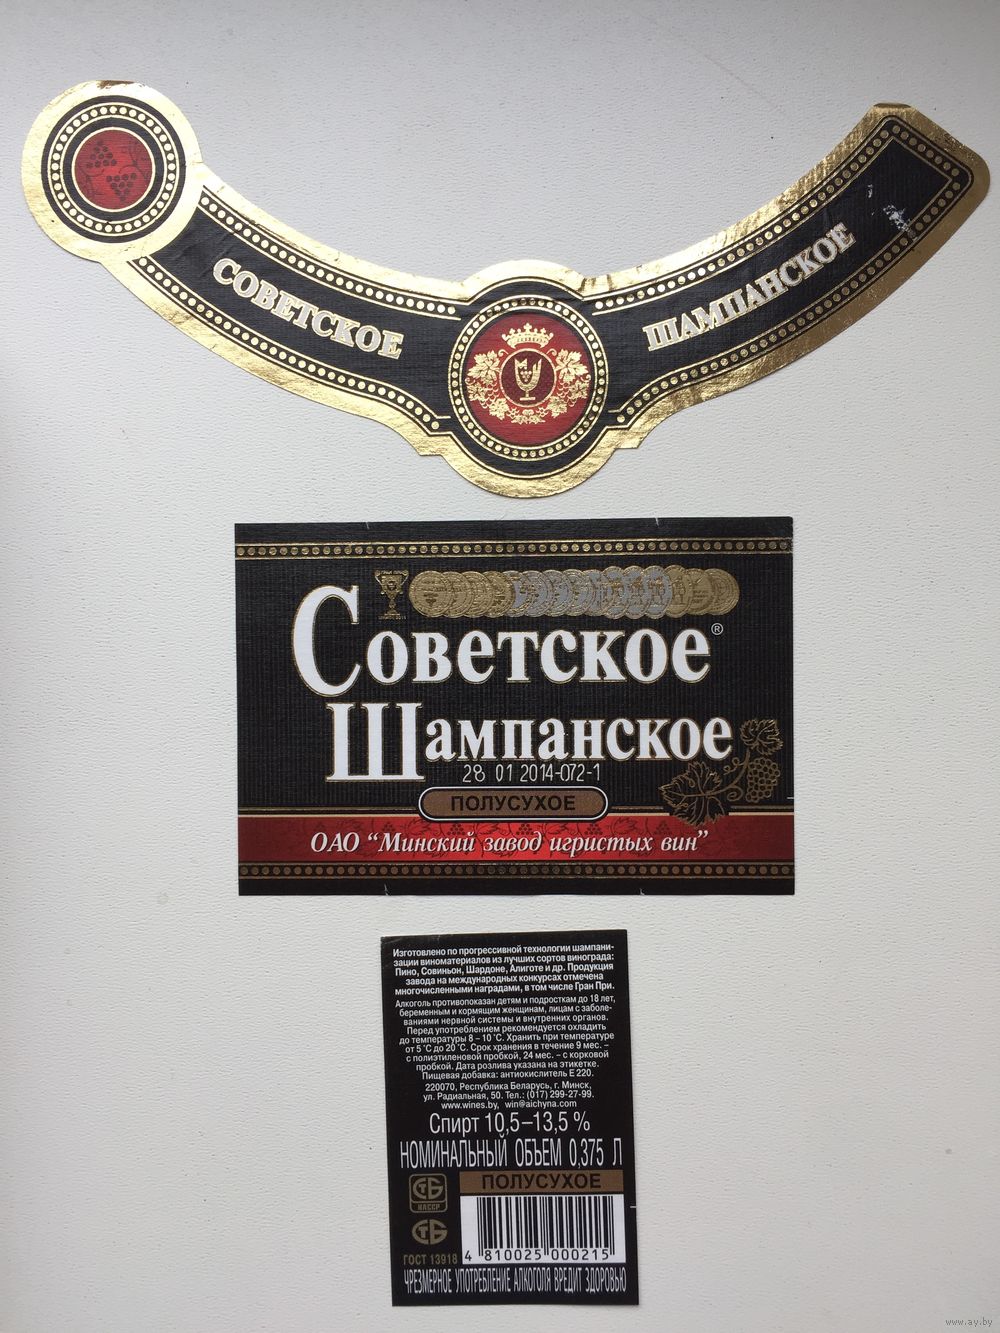 СОВЕТСКОЕ
ШАМПАНСКОЕ
Советское®
Шампанское
28 01 2014-072-1
ПОЛУСУХОЕ
ОАО “Минский завод игристых вин”
Изготовлено по прогрессивной технологии шампани-
зации виноматериалов из лучших сортов винограда:
Пино, Совиньон, Шардоне, Алиготе и др. Продукция
завода на международных конкурсах отмечена
многочисленными наградами, в том числе Гран При.
Алкоголь противопоказан детям и подросткам до 18 лет,
беременным и кормящим женщинам, лицам с заболе-
ваниями нервной системы и внутренних органов.
Перед употреблением рекомендуется охладить
до температуры 8 – 10 °С. Хранить при температуре
от 5 °С до 20 °С. Срок хранения в течение 9 мес. –
с полиэтиленовой пробкой, 24 мес. – с корковой
пробкой. Дата розлива указана на этикетке.
Пищевая добавка: антиокислитель Е 220.
220070, Республика Беларусь, г. Минск,
ул. Радиальная, 50. Тел.: (017) 299-27-99.
www.wines.by, win@aichyna.com
Спирт 10,5–13,5 %
НОМИНАЛЬНЫЙ ОБЪЕМ 0,375 Л
ПОЛУСУХОЕ
СТБ
НАССР
СТБ
ГОСТ 13918
4 810025 000215
ЧРЕЗМЕРНОЕ УПОТРЕБЛЕНИЕ АЛКОГОЛЯ ВРЕДИТ ЗДОРОВЬЮ
www.ay.by